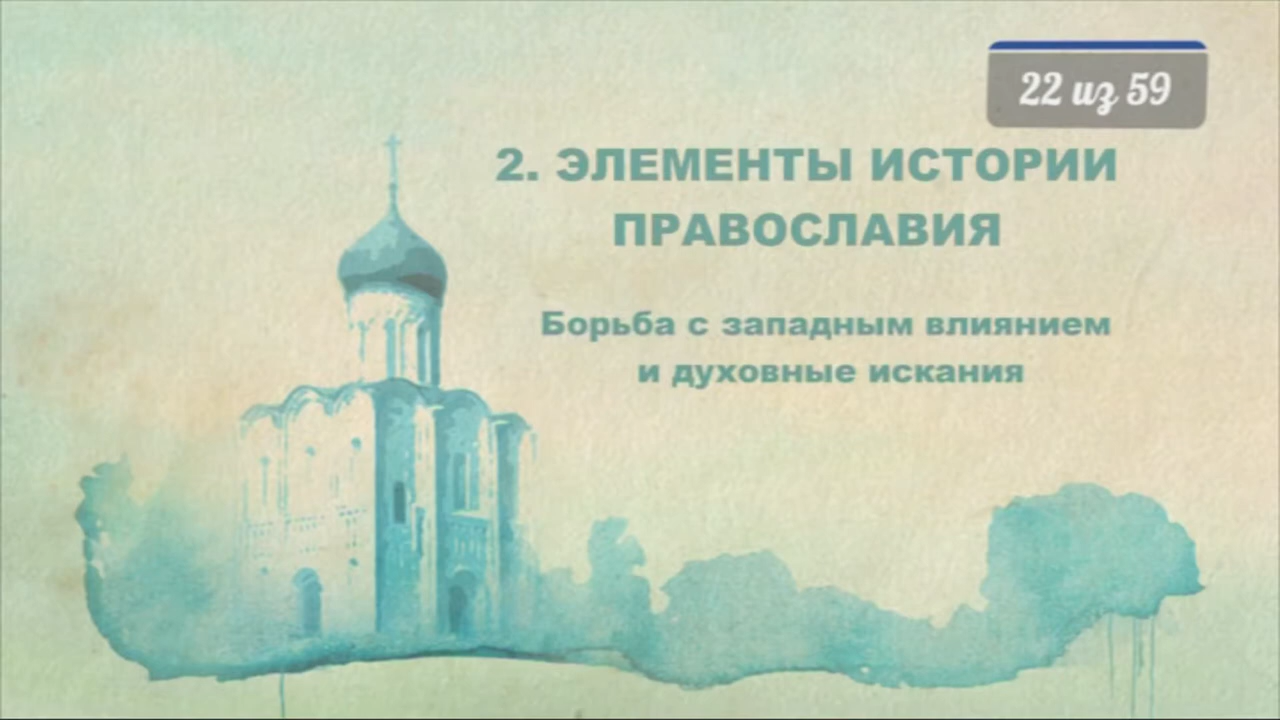 22 из 59
2. ЭЛЕМЕНТЫ ИСТОРИИ
ПРАВОСЛАВИЯ
Борьба с западным влиянием
и духовные искания